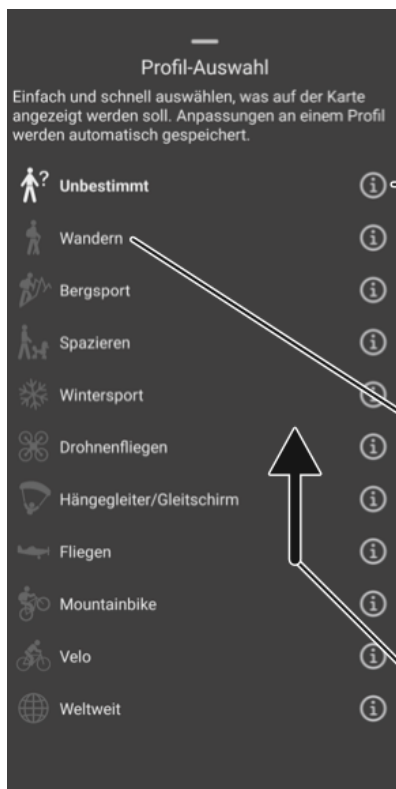 Profil-Auswahl
Einfach und schnell auswählen, was auf der Karte
angezeigt werden soll. Anpassungen an einem Profil
werden automatisch gespeichert.
Unbestimmt
Wandern
Bergsport
Spazieren
Wintersport
Drohnenfliegen
Hängegleiter/Gleitschirm
Fliegen
Mountainbike
Velo
Weltweit